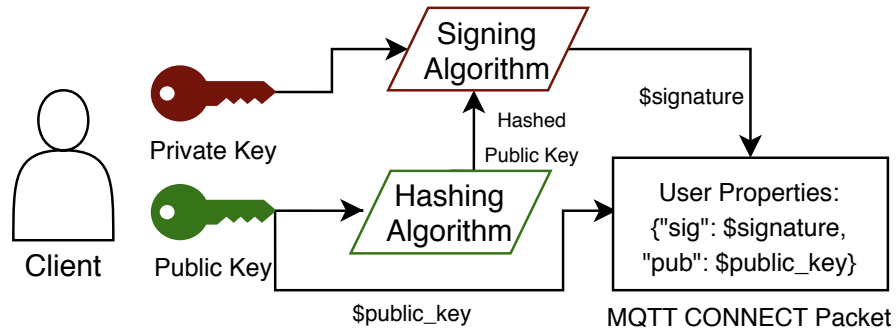 Signing
Algorithm
$signature
Hashed
Public Key
Private Key
Hashing
Algorithm
User Properties:
{"sig": $signature,
"pub": $public_key}
Client
Public Key
$public_key
MQTT CONNECT Packet